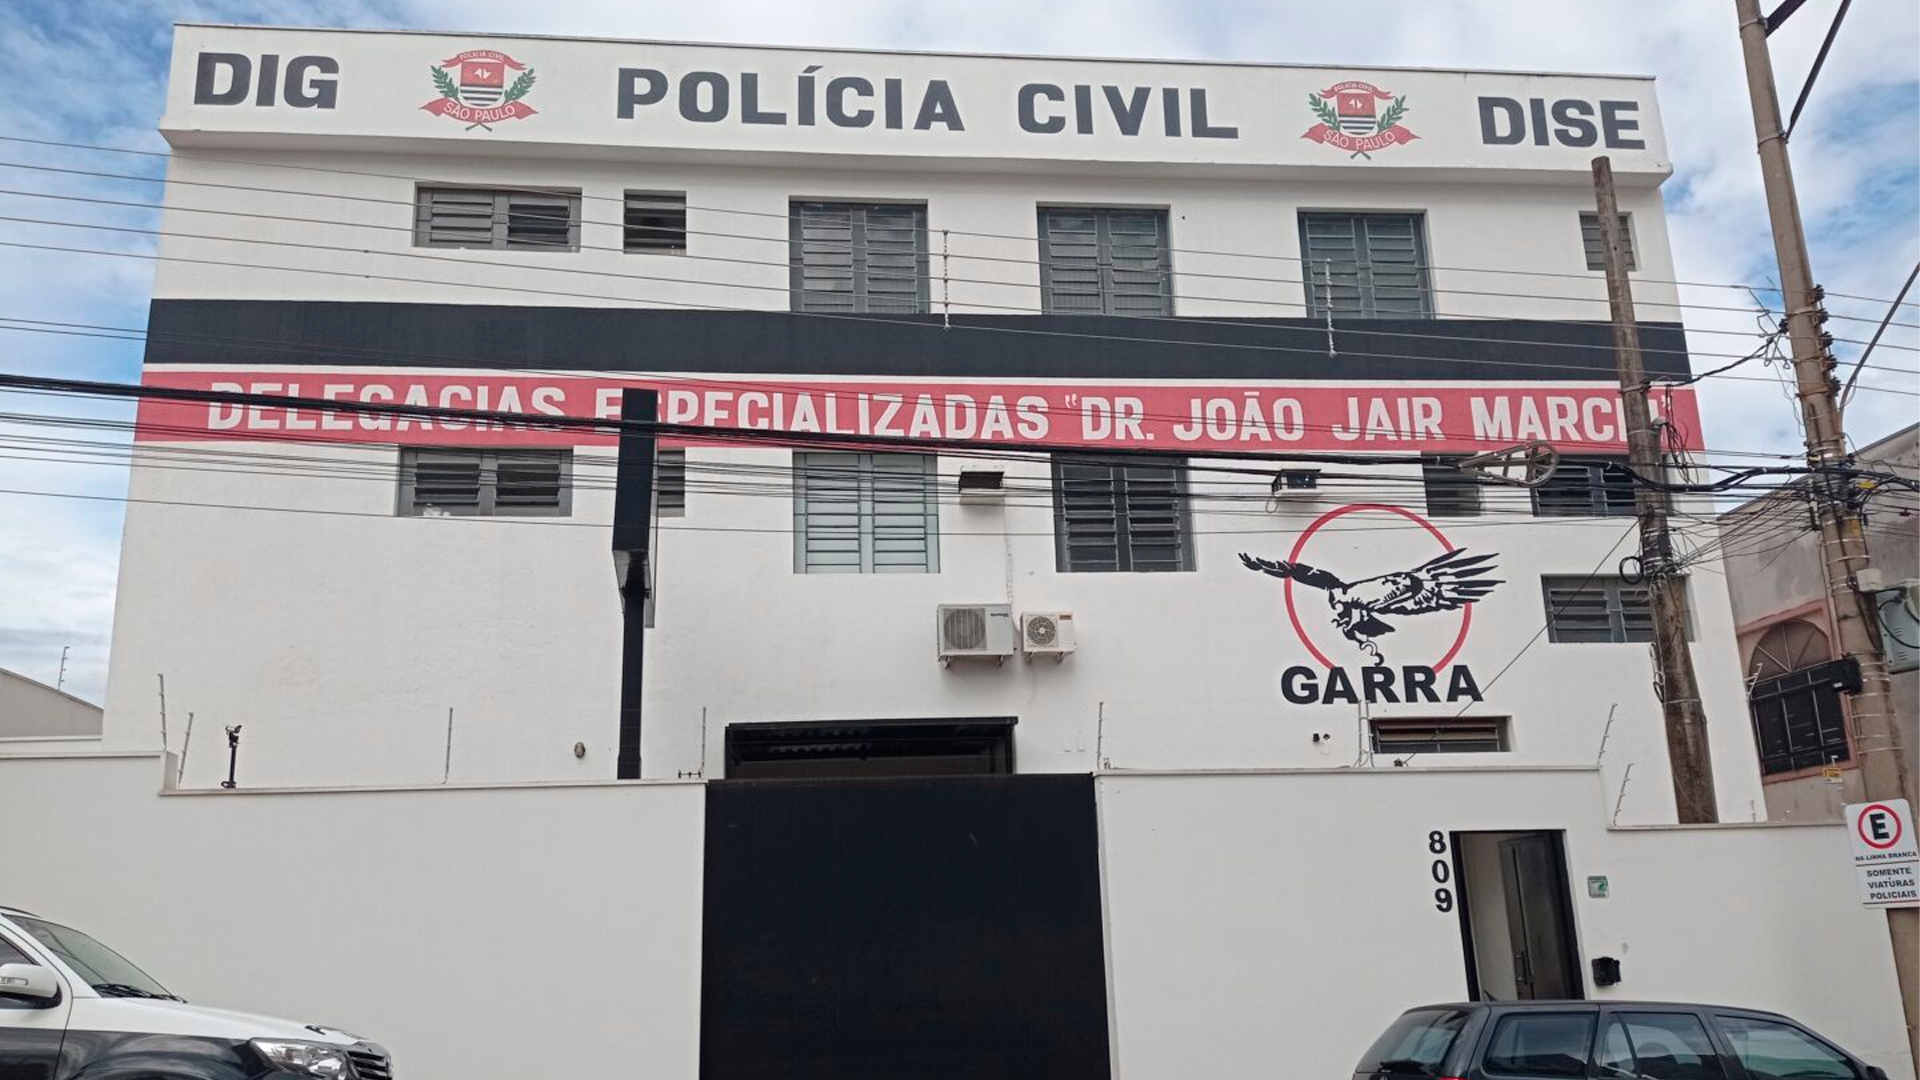 DIG
POLÍCIA CIVIL
SÃO PAULO
POLÍCIA CIVIL
POLÍCIA CIVIL
SÃO PAULO
DISE
DELEGACIAS ESPECIALIZADAS "DR. JOÃO JAIR
GARRA
809
E
NA LINHA BRANCA
SOMENTE
VIATURAS
POLICIAIS